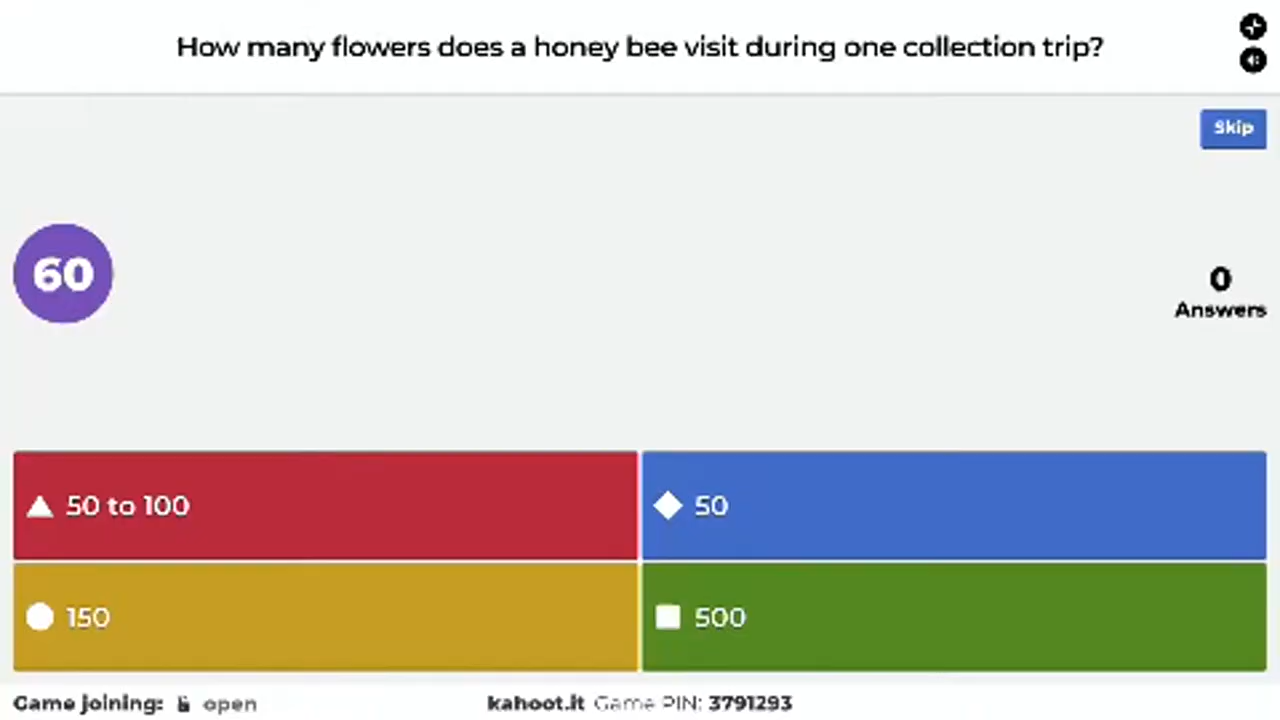 How many flowers does a honey bee visit during one collection trip?
Skip
60
0
Answers
50 to 100
50
150
500
Game joining: open
kahoot.it Game PIN: 3791293